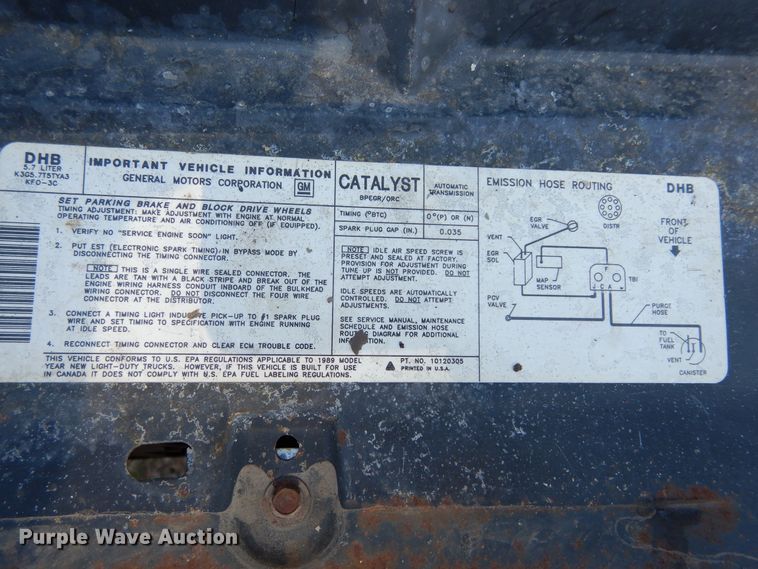 DHB
5.7 LITER
K3G5.7T5TYA3
KFO-3C
IMPORTANT VEHICLE INFORMATION
GENERAL MOTORS CORPORATION GM
SET PARKING BRAKE AND BLOCK DRIVE WHEELS
TIMING ADJUSTMENT: MAKE ADJUSTMENT WITH ENGINE AT NORMAL
OPERATING TEMPERATURE AND AIR CONDITIONING OFF (IF EQUIPPED).
1. VERIFY NO "SERVICE ENGINE SOON" LIGHT.
2. PUT EST (ELECTRONIC SPARK TIMING) IN BYPASS MODE BY
DISCONNECTING THE TIMING CONNECTOR.
NOTE THIS IS A SINGLE WIRE SEALED CONNECTOR. THE
LEADS ARE TAN WITH A BLACK STRIPE AND BREAK OUT OF THE
ENGINE WIRING HARNESS CONDUIT INBOARD OF THE BULKHEAD
WIRING CONNECTOR. DO NOT DISCONNECT THE FOUR WIRE
CONNECTOR AT THE DISTRIBUTOR.
3. CONNECT A TIMING LIGHT INDUCTIVE PICK-UP TO #1 SPARK PLUG
WIRE AND SET TIMING TO SPECIFICATION WITH ENGINE RUNNING
AT IDLE SPEED.
4. RECONNECT TIMING CONNECTOR AND CLEAR ECM TROUBLE CODE.
THIS VEHICLE CONFORMS TO U.S. EPA REGULATIONS APPLICABLE TO 1989 MODEL
YEAR NEW LIGHT-DUTY TRUCKS. HOWEVER, IF THIS VEHICLE IS BUILT FOR USE
IN CANADA IT DOES NOT COMPLY WITH U.S. EPA FUEL LABELING REGULATIONS.
CATALYST
BPEGR/ORC
AUTOMATIC
TRANSMISSION
TIMING (°BTC) 0°(P) OR (N)
SPARK PLUG GAP (IN.) 0.035
NOTE IDLE AIR SPEED SCREW IS
PRESET AND SEALED AT FACTORY.
PROVISION FOR ADJUSTMENT DURING
TUNE UP IS NOT PROVIDED. DO NOT
ATTEMPT ADJUSTMENT.
IDLE SPEEDS ARE AUTOMATICALLY
CONTROLLED. DO NOT ATTEMPT
ADJUSTMENTS.
SEE SERVICE MANUAL, MAINTENANCE
SCHEDULE AND EMISSION HOSE
ROUTING DIAGRAM FOR ADDITIONAL
INFORMATION.
PT. NO. 10120305
PRINTED IN U.S.A.
EMISSION HOSE ROUTING
DHB
EGR
VALVE
DISTR
FRONT
OF
VEHICLE
VENT
EGR
SOL
MAP
SENSOR
F
J C A
TBI
PCV
VALVE
PURGE
HOSE
TO
FUEL
TANK
VENT
CANISTER
Purple Wave Auction